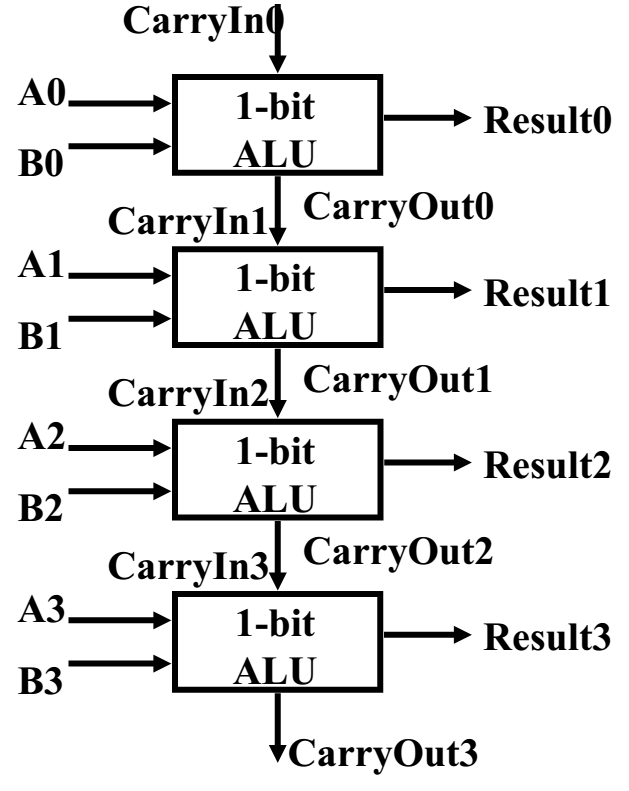 CarryIn0
A0
1-bit
ALU
B0
Result0
CarryIn1
CarryOut0
A1
1-bit
ALU
B1
Result1
CarryIn2
CarryOut1
A2
1-bit
ALU
B2
Result2
CarryIn3
CarryOut2
A3
1-bit
ALU
B3
Result3
CarryOut3